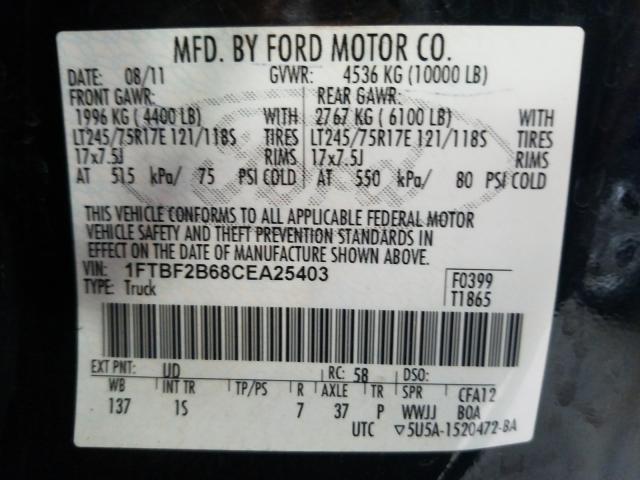 MFD. BY FORD MOTOR CO.
DATE: 08/11 GVWR: 4536 KG (10000 LB)
FRONT GAWR: REAR GAWR:
1996 KG ( 4400 LB) WITH 2767 KG ( 6100 LB) WITH
LT245/75R17E 121/118S TIRES LT245/75R17E 121/118S TIRES
17x7.5J RIMS 17x7.5J RIMS
AT 515 kPa/ 75 PSI COLD AT 550 kPa/ 80 PSI COLD
THIS VEHICLE CONFORMS TO ALL APPLICABLE FEDERAL MOTOR
VEHICLE SAFETY AND THEFT PREVENTION STANDARDS IN
EFFECT ON THE DATE OF MANUFACTURE SHOWN ABOVE.
VIN: 1FTBF2B68CEA25403 F0399
TYPE: Truck T1865
EXT PNT: UD RC: 58 DSO:
WB INT TR TP/PS R AXLE TR SPR CFA12
137 1S 7 37 P WWJJ BOA
UTC ▽5U5A-1520472-BA